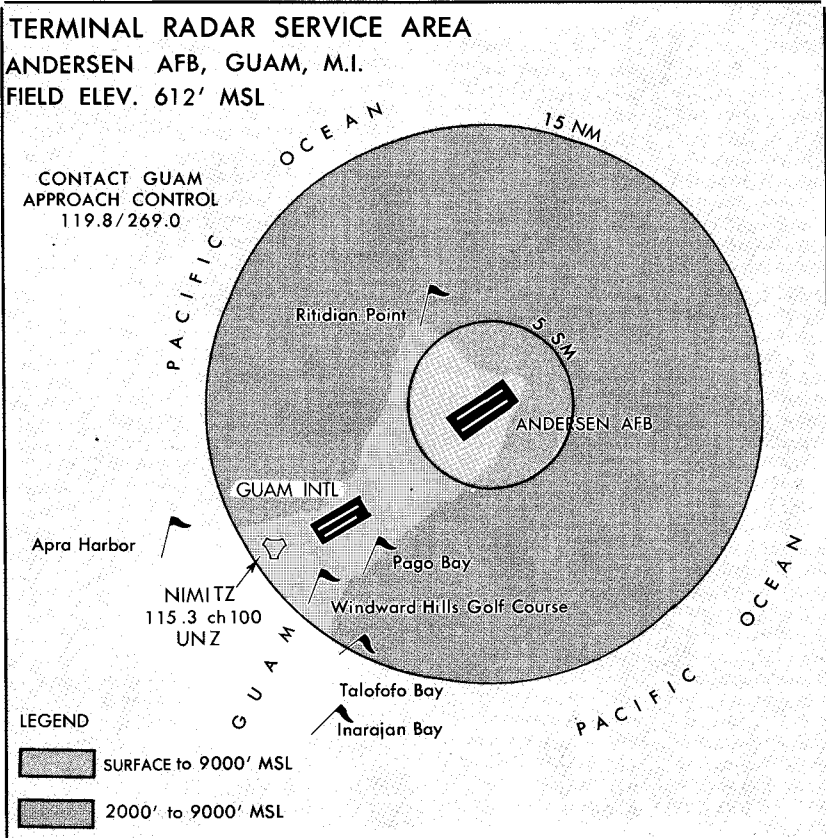 TERMINAL RADAR SERVICE AREA
ANDERSEN AFB, GUAM, M.I.
FIELD ELEV. 612' MSL
PACIFIC OCEAN
15 NM
CONTACT GUAM
APPROACH CONTROL
119.8/269.0
Ritidian Point
5 SM
ANDERSEN AFB
GUAM INTL
Apra Harbor
Pago Bay
NIMITZ
115.3 ch100
UNZ
Windward Hills Golf Course
GUAM
PACIFIC OCEAN
Talofofo Bay
Inarajan Bay
LEGEND
SURFACE to 9000' MSL
2000' to 9000' MSL